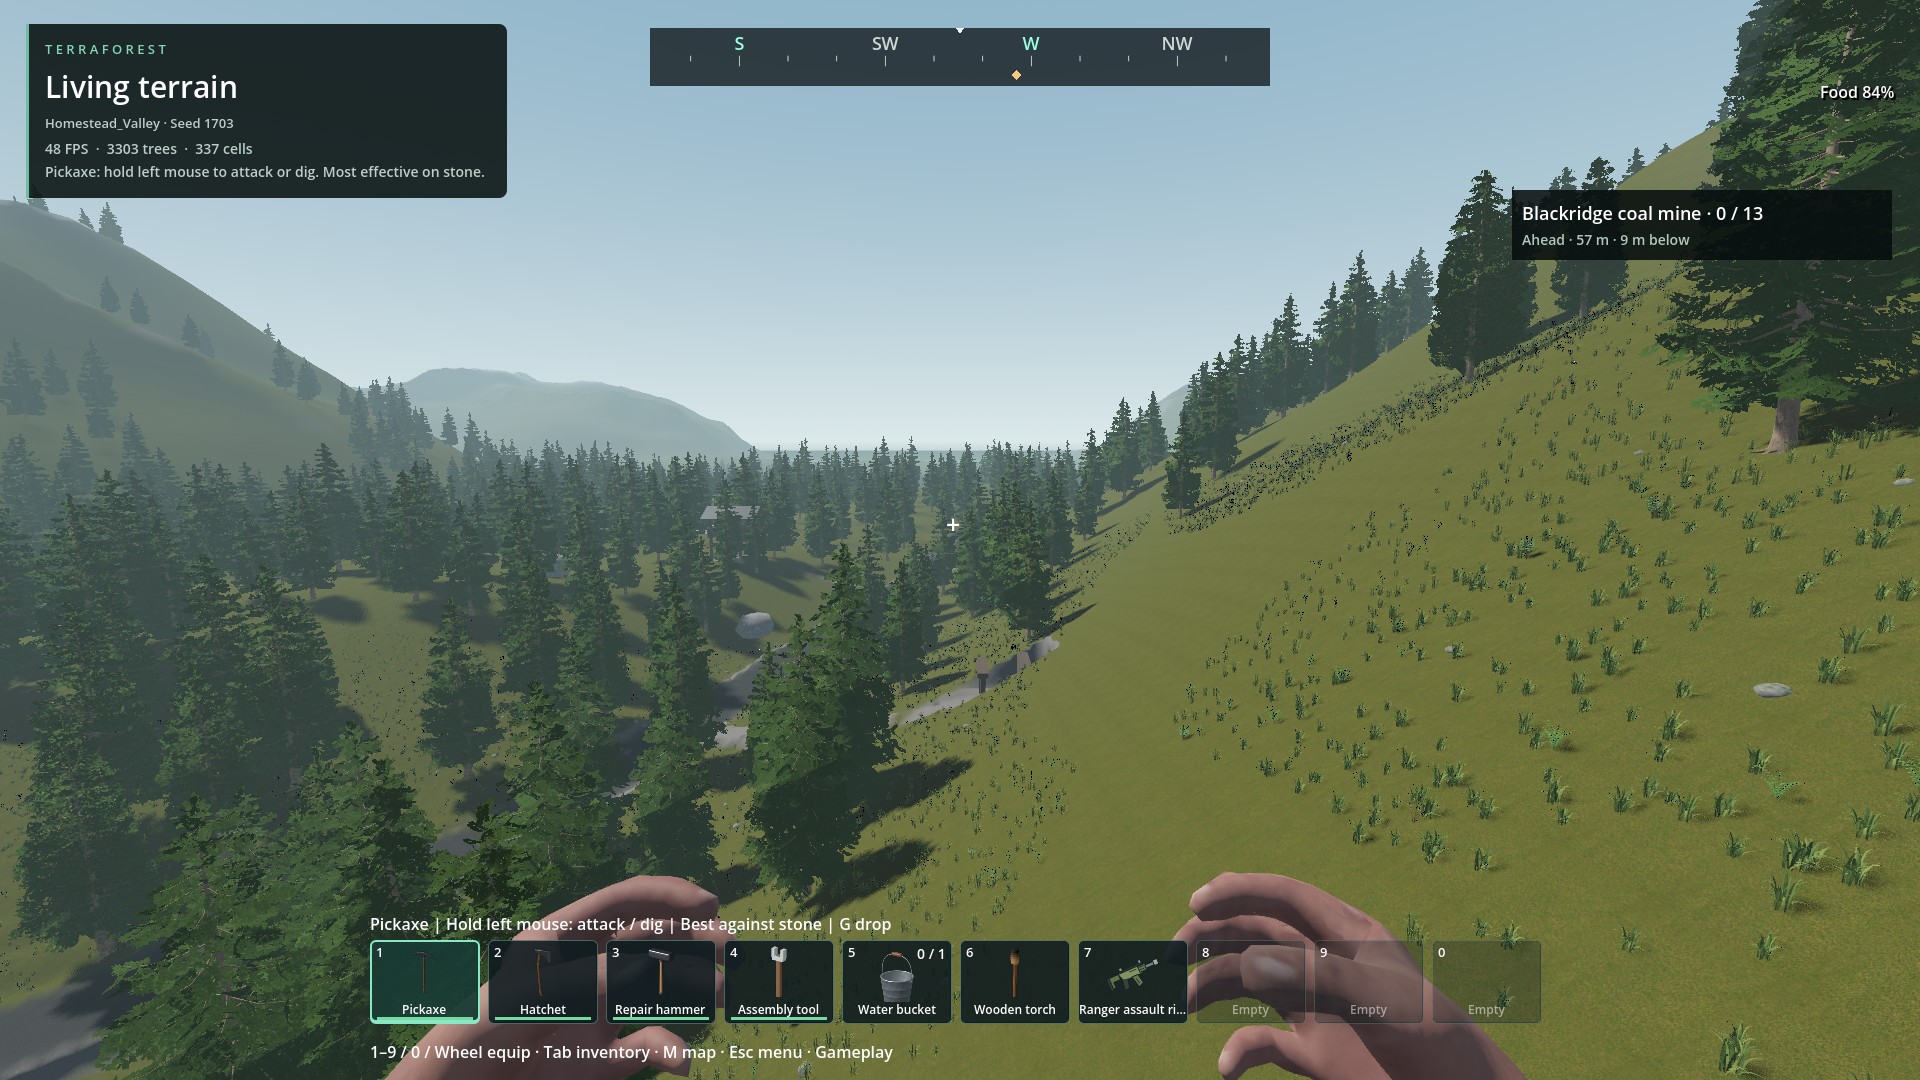 TERRAFOREST
Living terrain
Homestead_Valley · Seed 1703
48 FPS · 3303 trees · 337 cells
Pickaxe: hold left mouse to attack or dig. Most effective on stone.
S SW W NW
Food 84%
Blackridge coal mine · 0 / 13
Ahead · 57 m · 9 m below
Pickaxe | Hold left mouse: attack / dig | Best against stone | G drop
1 2 3 4 5 0 / 1 6 7 8 9 0
Pickaxe Hatchet Repair hammer Assembly tool Water bucket Wooden torch Ranger assault ri... Empty Empty Empty
1–9 / 0 / Wheel equip · Tab inventory · M map · Esc menu · Gameplay